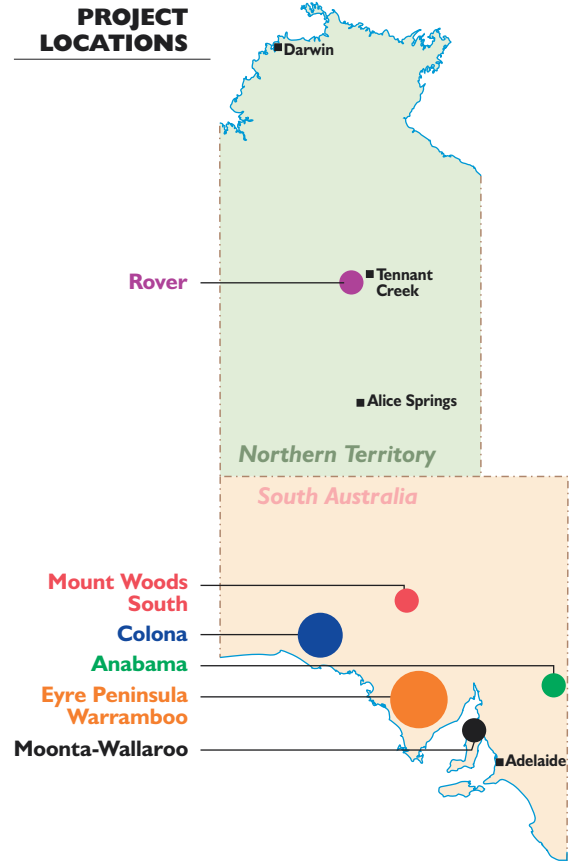 PROJECT
LOCATIONS
Darwin
Rover
Tennant
Creek
Alice Springs
Northern Territory
South Australia
Mount Woods
South
Colona
Anabama
Eyre Peninsula
Warramboo
Moonta-Wallaroo
Adelaide